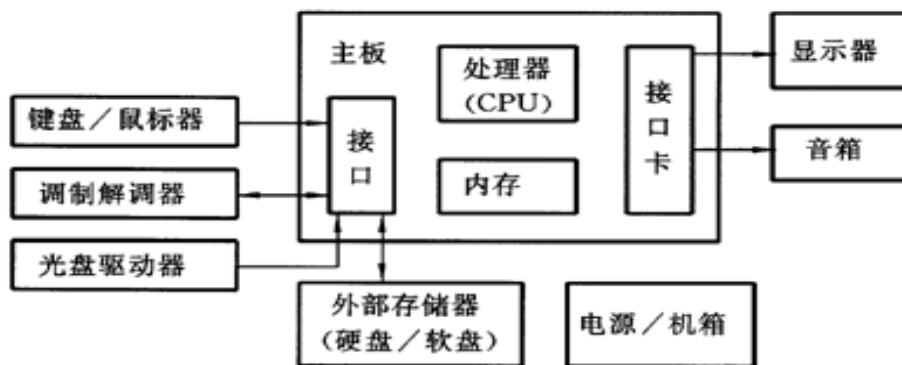 主板
处理器
(CPU)
内存
接口
接口卡
键盘／鼠标器
调制解调器
光盘驱动器
外部存储器
(硬盘／软盘)
电源／机箱
显示器
音箱